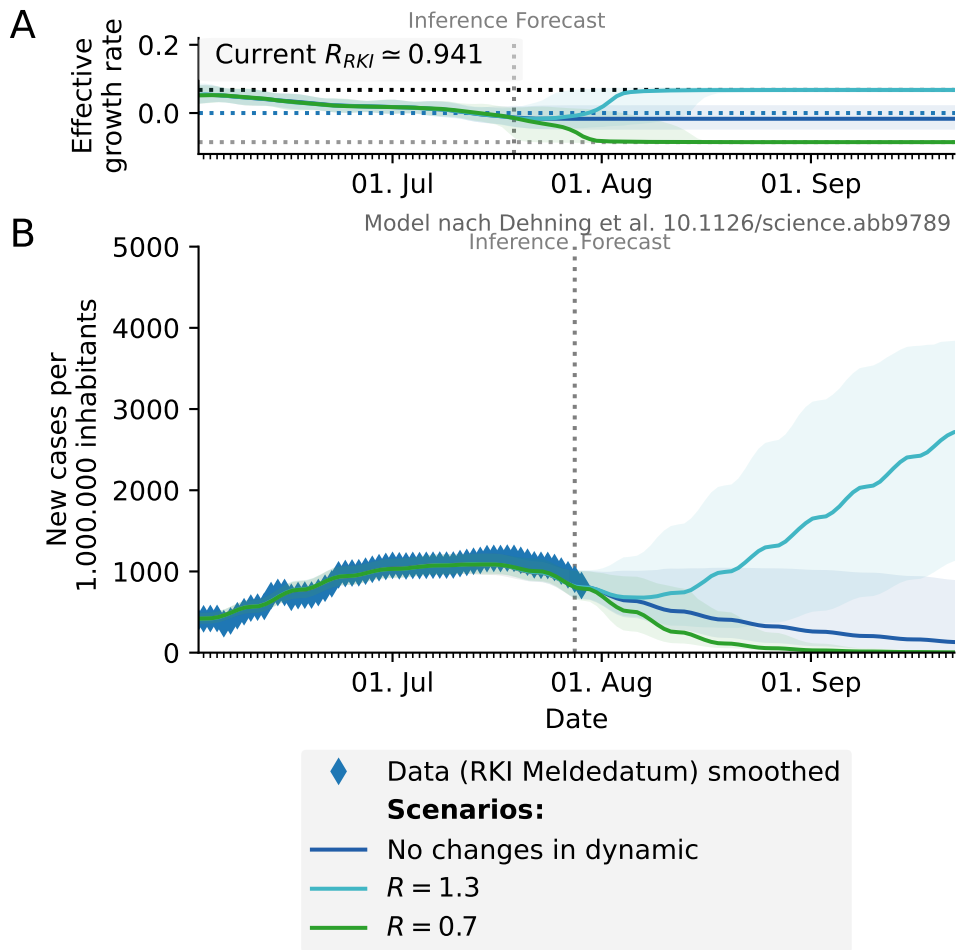 A
Inference Forecast
Effective
growth rate
0.2
0.0
Current R_RKI ≃ 0.941
01. Jul
01. Aug
01. Sep
B
Model nach Dehning et al. 10.1126/science.abb9789
Inference Forecast
New cases per
1.000.000 inhabitants
5000
4000
3000
2000
1000
0
01. Jul
01. Aug
01. Sep
Date
Data (RKI Meldedatum) smoothed
Scenarios:
No changes in dynamic
R = 1.3
R = 0.7